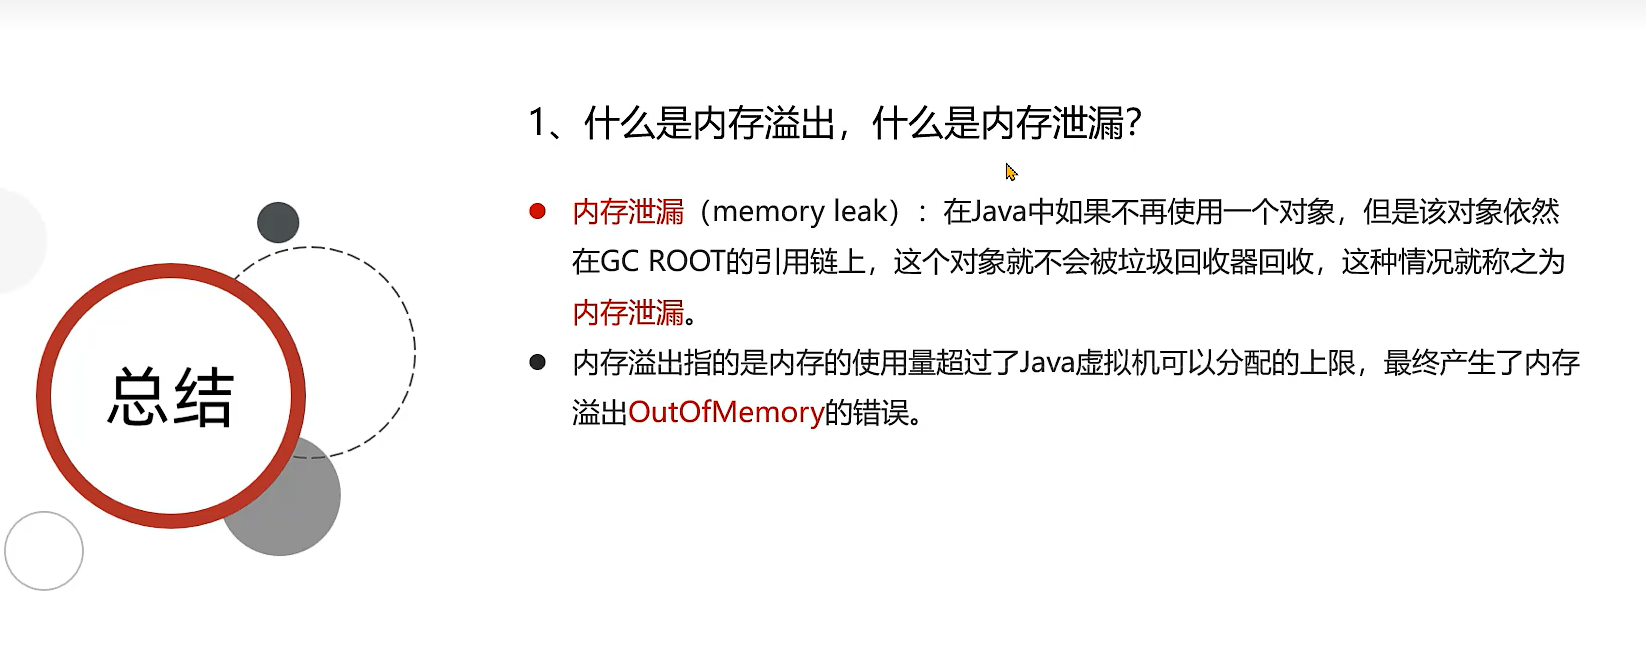 1、什么是内存溢出，什么是内存泄漏？
内存泄漏（memory leak）：在Java中如果不再使用一个对象，但是该对象依然
在GC ROOT的引用链上，这个对象就不会被垃圾回收器回收，这种情况就称之为
内存泄漏。
内存溢出指的是内存的使用量超过了Java虚拟机可以分配的上限，最终产生了内存
溢出OutOfMemory的错误。
总结